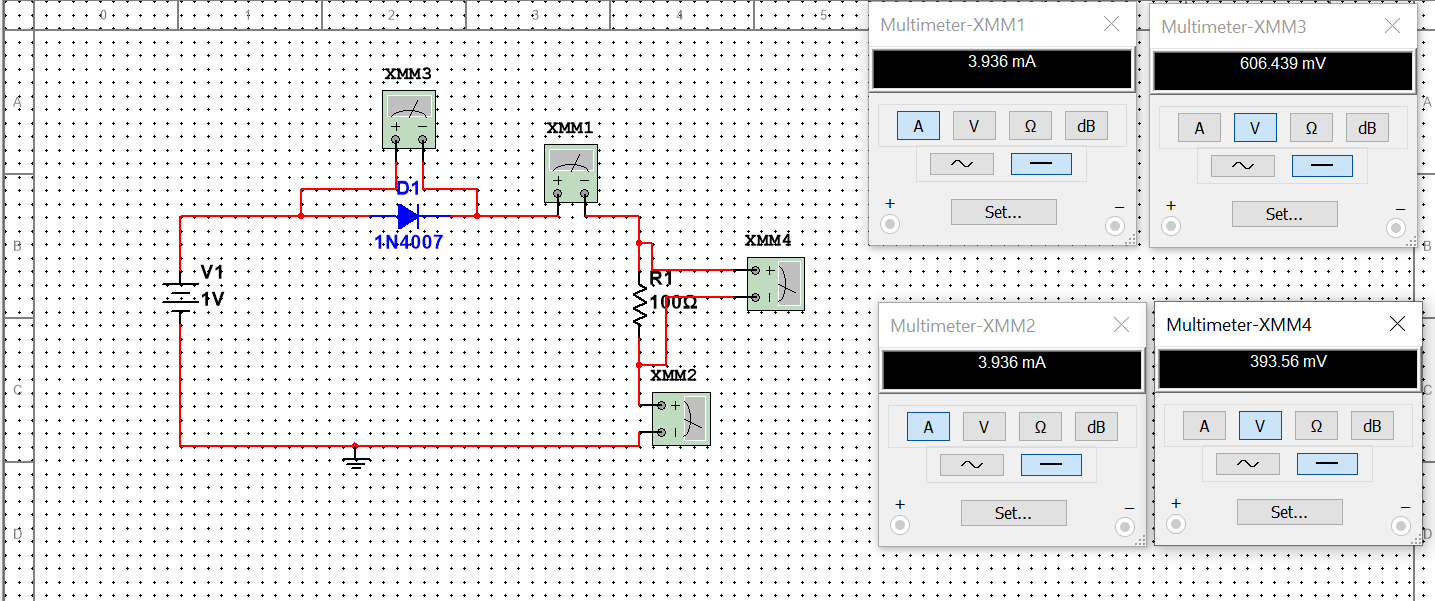 0 1 2 3 4 5
A
B
C
D
XMM3
+ −
D1
1N4007
XMM1
+ −
V1
1V
R1
100Ω
XMM4
+
−
XMM2
+
−
Multimeter-XMM1
3.936 mA
A V Ω dB
+ −
Set...
Multimeter-XMM3
606.439 mV
A V Ω dB
+ −
Set...
Multimeter-XMM2
3.936 mA
A V Ω dB
+ −
Set...
Multimeter-XMM4
393.56 mV
A V Ω dB
+ −
Set...
A
B
C
D